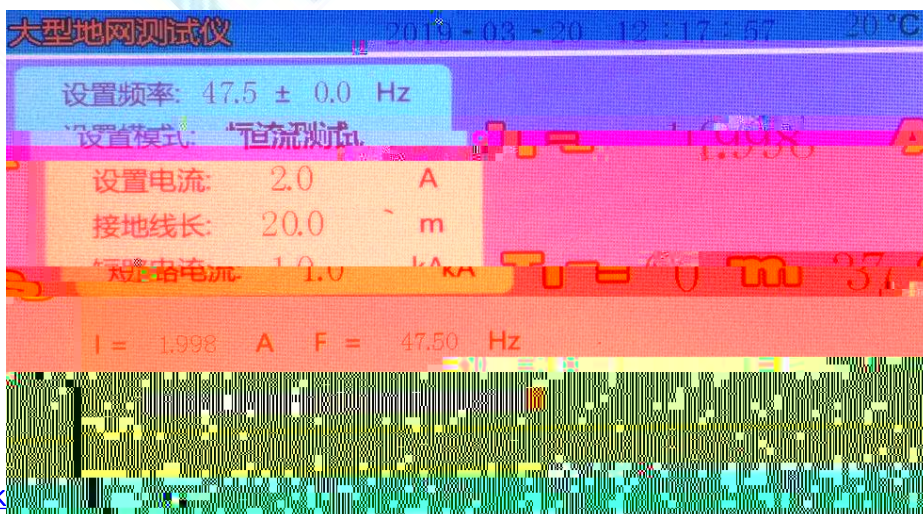 大型地网测试仪 2019-03-20 12:17:57 20°C
设置频率: 47.5 ± 0.0 Hz
设置模式: 恒流测试 I = 1.998 A
设置电流: 2.0 A
接地线长: 20.0 m
短路电流: kA
I = 1.998 A F = 47.50 Hz